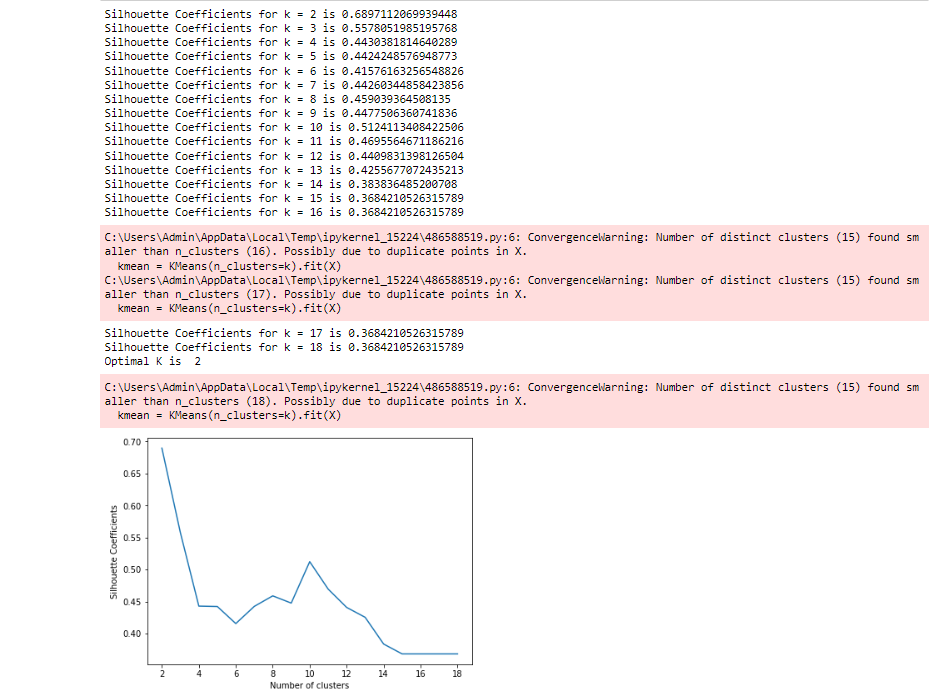 Silhouette Coefficients for k = 2 is 0.6897112069939448
Silhouette Coefficients for k = 3 is 0.5578051985195768
Silhouette Coefficients for k = 4 is 0.4430381814640289
Silhouette Coefficients for k = 5 is 0.4424248576948773
Silhouette Coefficients for k = 6 is 0.41576163256548826
Silhouette Coefficients for k = 7 is 0.44260344858423856
Silhouette Coefficients for k = 8 is 0.459039364508135
Silhouette Coefficients for k = 9 is 0.4477506360741836
Silhouette Coefficients for k = 10 is 0.5124113408422506
Silhouette Coefficients for k = 11 is 0.4695564671186216
Silhouette Coefficients for k = 12 is 0.4409831398126504
Silhouette Coefficients for k = 13 is 0.4255677072435213
Silhouette Coefficients for k = 14 is 0.383836485200708
Silhouette Coefficients for k = 15 is 0.3684210526315789
Silhouette Coefficients for k = 16 is 0.3684210526315789
C:\Users\Admin\AppData\Local\Temp\ipykernel_15224\486588519.py:6: ConvergenceWarning: Number of distinct clusters (15) found sm
aller than n_clusters (16). Possibly due to duplicate points in X.
  kmean = KMeans(n_clusters=k).fit(X)
C:\Users\Admin\AppData\Local\Temp\ipykernel_15224\486588519.py:6: ConvergenceWarning: Number of distinct clusters (15) found sm
aller than n_clusters (17). Possibly due to duplicate points in X.
  kmean = KMeans(n_clusters=k).fit(X)
Silhouette Coefficients for k = 17 is 0.3684210526315789
Silhouette Coefficients for k = 18 is 0.3684210526315789
Optimal K is  2
C:\Users\Admin\AppData\Local\Temp\ipykernel_15224\486588519.py:6: ConvergenceWarning: Number of distinct clusters (15) found sm
aller than n_clusters (18). Possibly due to duplicate points in X.
  kmean = KMeans(n_clusters=k).fit(X)
0.70
0.65
0.60
0.55
0.50
0.45
0.40
Silhouette Coefficients
2 4 6 8 10 12 14 16 18
Number of clusters